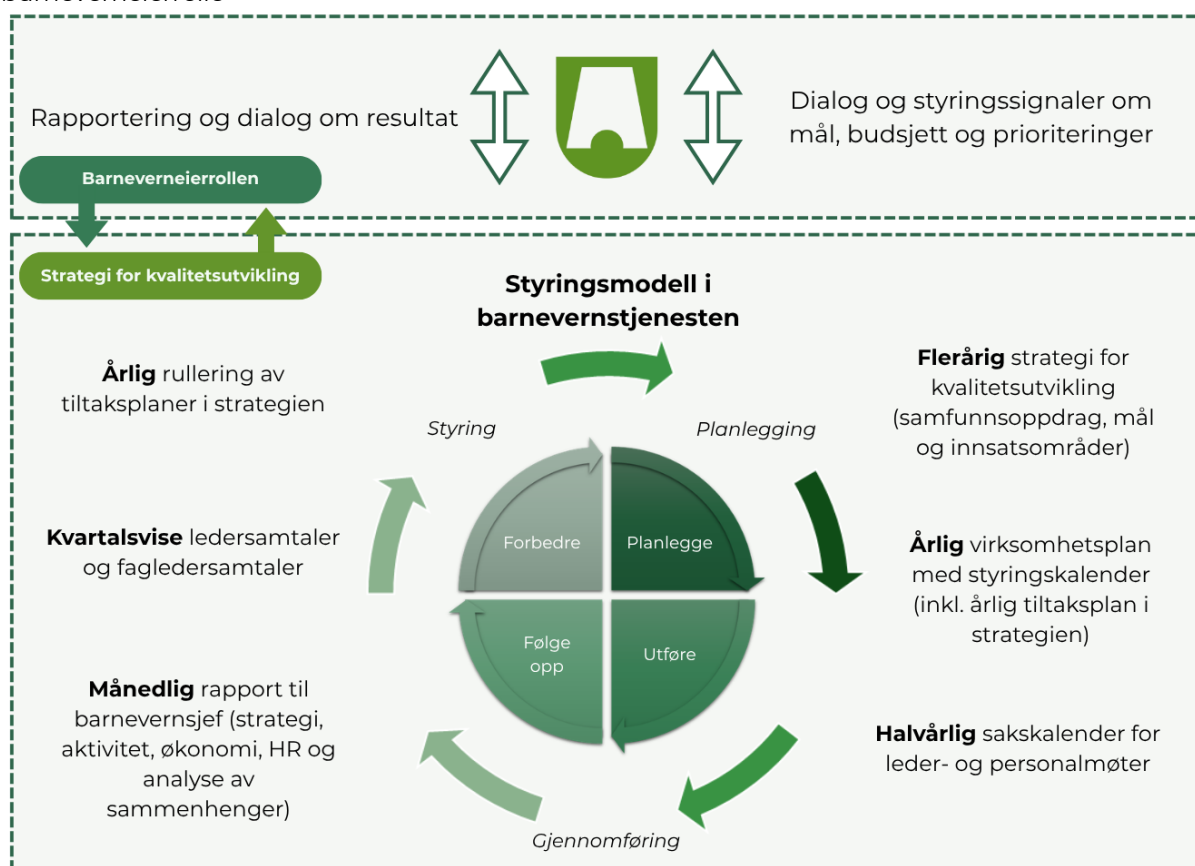 Rapportering og dialog om resultat
Dialog og styringssignaler om
mål, budsjett og prioriteringer
Barneverneierrollen
Strategi for kvalitetsutvikling
Styringsmodell i
barnevernstjenesten
Årlig rullering av
tiltaksplaner i strategien
Flerårig strategi for
kvalitetsutvikling
(samfunnsoppdrag, mål
og innsatsområder)
Styring
Planlegging
Kvartalsvise ledersamtaler
og fagledersamtaler
Forbedre
Planlegge
Årlig virksomhetsplan
med styringskalender
(inkl. årlig tiltaksplan i
strategien)
Følge
opp
Utføre
Månedlig rapport til
barnevernsjef (strategi,
aktivitet, økonomi, HR og
analyse av
sammenhenger)
Halvårlig sakskalender for
leder- og personalmøter
Gjennomføring